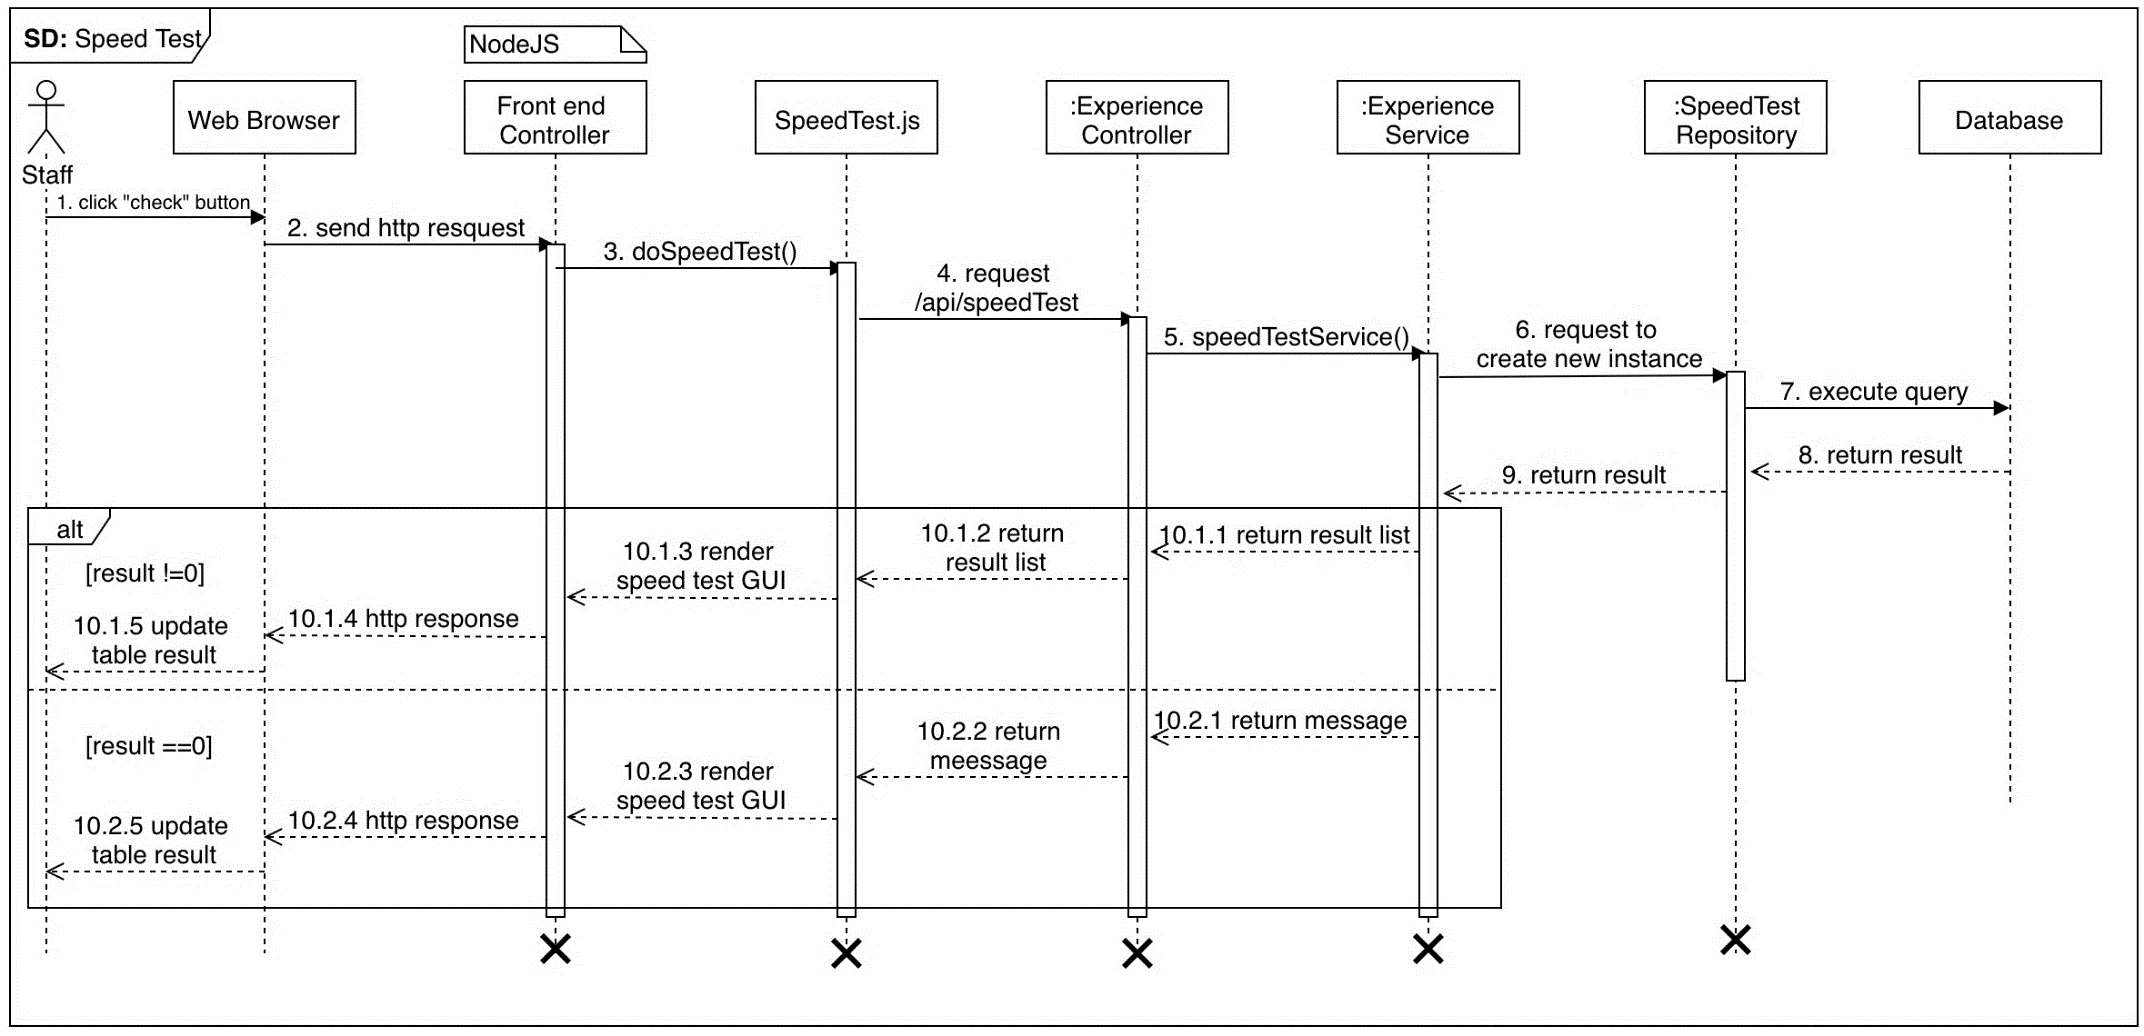 SD: Speed Test
NodeJS
Staff
Web Browser
Front end
Controller
SpeedTest.js
:Experience
Controller
:Experience
Service
:SpeedTest
Repository
Database
1. click "check" button
2. send http resquest
3. doSpeedTest()
4. request
/api/speedTest
5. speedTestService()
6. request to
create new instance
7. execute query
8. return result
9. return result
alt
[result !=0]
10.1.1 return result list
10.1.2 return
result list
10.1.3 render
speed test GUI
10.1.4 http response
10.1.5 update
table result
[result ==0]
10.2.1 return message
10.2.2 return
meessage
10.2.3 render
speed test GUI
10.2.4 http response
10.2.5 update
table result